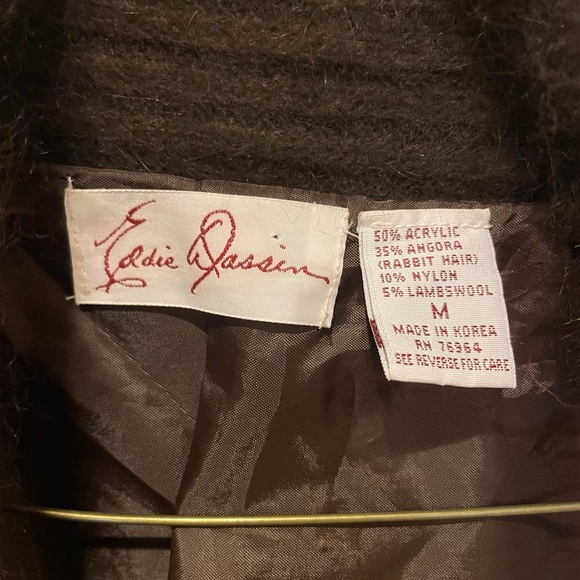 Eddie Dassin
50% ACRYLIC
35% ANGORA
(RABBIT HAIR)
10% NYLON
5% LAMBSWOOL
M
MADE IN KOREA
RN 76964
SEE REVERSE FOR CARE